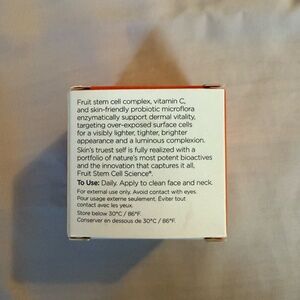 Fruit stem cell complex, vitamin C,
and skin-friendly probiotic microflora
enzymatically support dermal vitality,
targeting over-exposed surface cells
for a visibly lighter, tighter, brighter
appearance and a luminous complexion.
Skin's truest self is fully realized with a
portfolio of nature's most potent bioactives
and the innovation that captures it all,
Fruit Stem Cell Science®.
To Use: Daily. Apply to clean face and neck.
For external use only. Avoid contact with eyes.
Pour usage externe seulement. Éviter tout
contact avec les yeux.
Store below 30°C / 86°F.
Conserver en dessous de 30°C / 86°F.